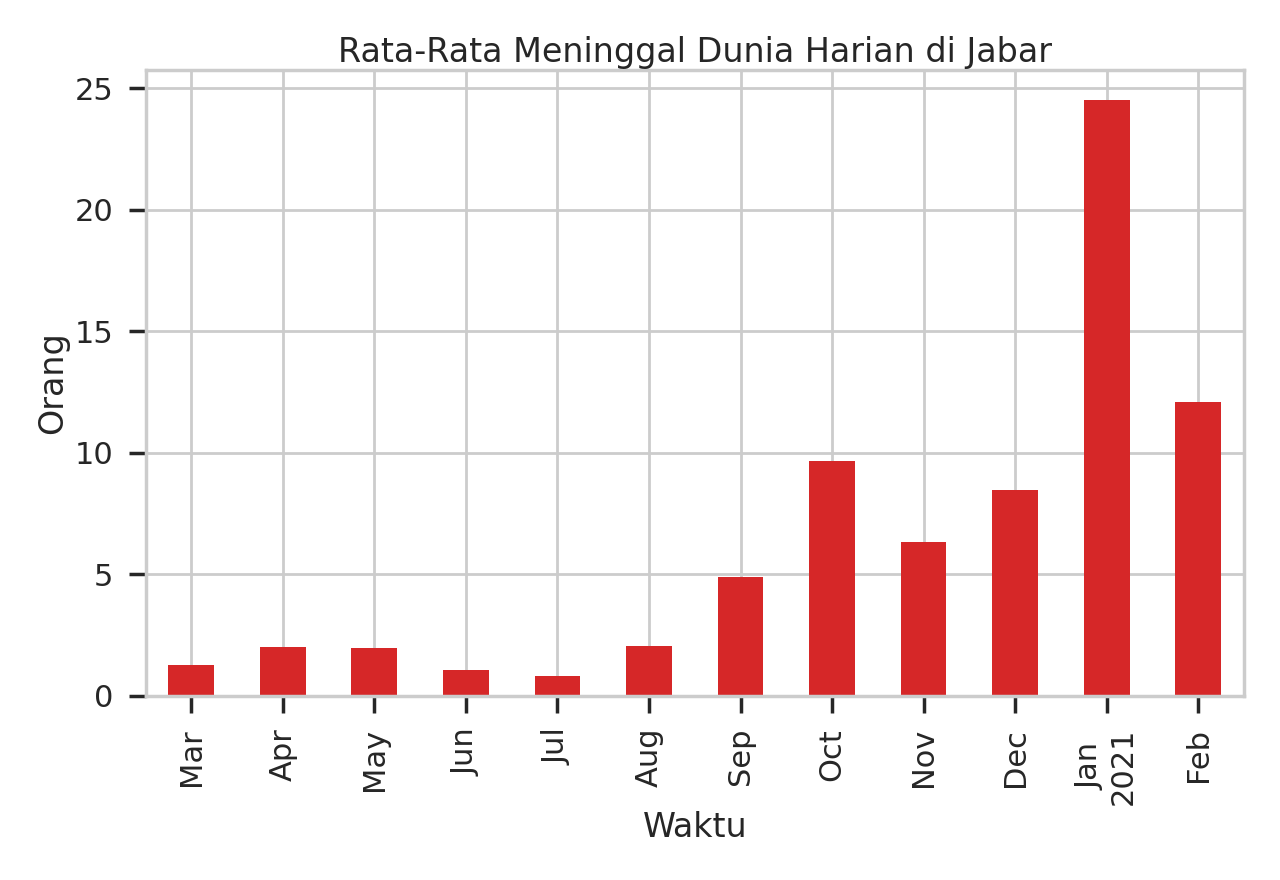 Rata-Rata Meninggal Dunia Harian di Jabar
25
20
15
10
5
0
Orang
Mar
Apr
May
Jun
Jul
Aug
Sep
Oct
Nov
Dec
Jan
2021
Feb
Waktu